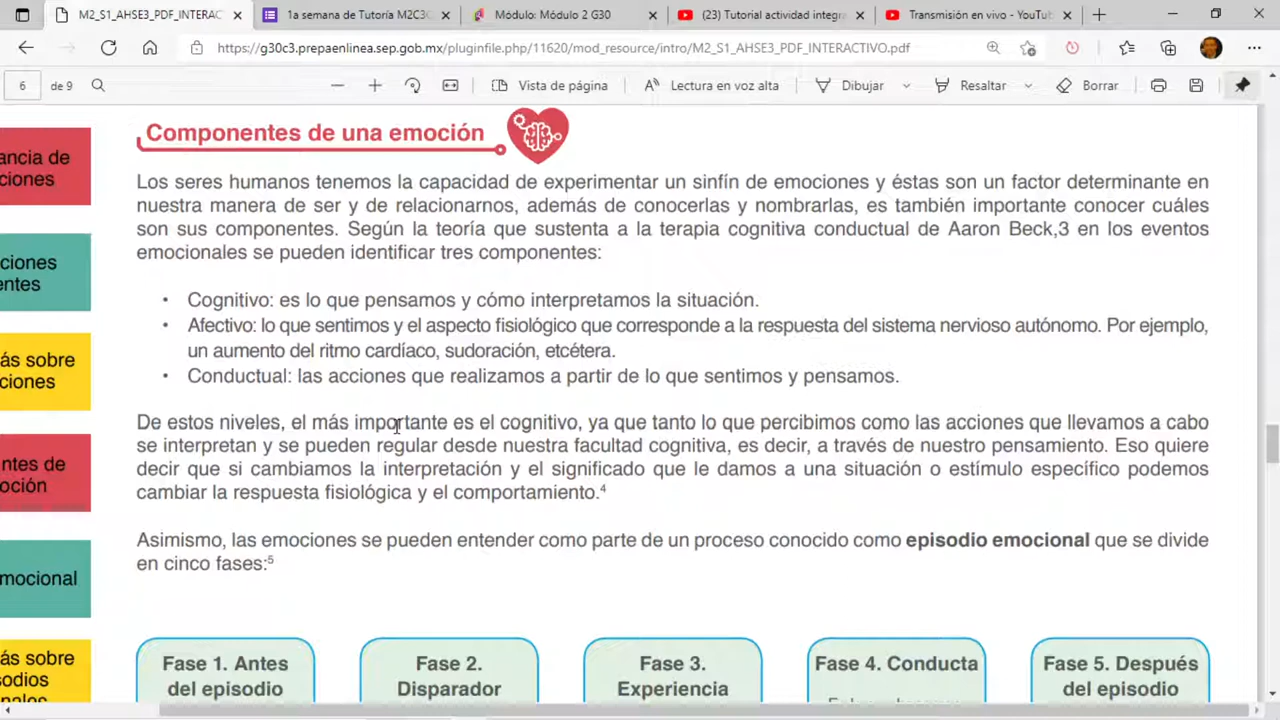 M2_S1_AHSE3_PDF_INTERAC
1a semana de Tutoría M2C3G
Módulo: Módulo 2 G30
(23) Tutorial actividad integra
Transmisión en vivo - YouTub
https://g30c3.prepaenlinea.sep.gob.mx/pluginfile.php/11620/mod_resource/intro/M2_S1_AHSE3_PDF_INTERACTIVO.pdf
6 de 9
Vista de página
Lectura en voz alta
Dibujar
Resaltar
Borrar
ancia de
ciones
ciones
entes
ás sobre
ciones
ntes de
oción
mocional
ás sobre
sodios
nales
Componentes de una emoción
Los seres humanos tenemos la capacidad de experimentar un sinfín de emociones y éstas son un factor determinante en
nuestra manera de ser y de relacionarnos, además de conocerlas y nombrarlas, es también importante conocer cuáles
son sus componentes. Según la teoría que sustenta a la terapia cognitiva conductual de Aaron Beck,3 en los eventos
emocionales se pueden identificar tres componentes:
• Cognitivo: es lo que pensamos y cómo interpretamos la situación.
• Afectivo: lo que sentimos y el aspecto fisiológico que corresponde a la respuesta del sistema nervioso autónomo. Por ejemplo,
un aumento del ritmo cardíaco, sudoración, etcétera.
• Conductual: las acciones que realizamos a partir de lo que sentimos y pensamos.
De estos niveles, el más importante es el cognitivo, ya que tanto lo que percibimos como las acciones que llevamos a cabo
se interpretan y se pueden regular desde nuestra facultad cognitiva, es decir, a través de nuestro pensamiento. Eso quiere
decir que si cambiamos la interpretación y el significado que le damos a una situación o estímulo específico podemos
cambiar la respuesta fisiológica y el comportamiento.⁴
Asimismo, las emociones se pueden entender como parte de un proceso conocido como episodio emocional que se divide
en cinco fases:⁵
Fase 1. Antes
del episodio
Fase 2.
Disparador
Fase 3.
Experiencia
Fase 4. Conducta
Fase 5. Después
del episodio